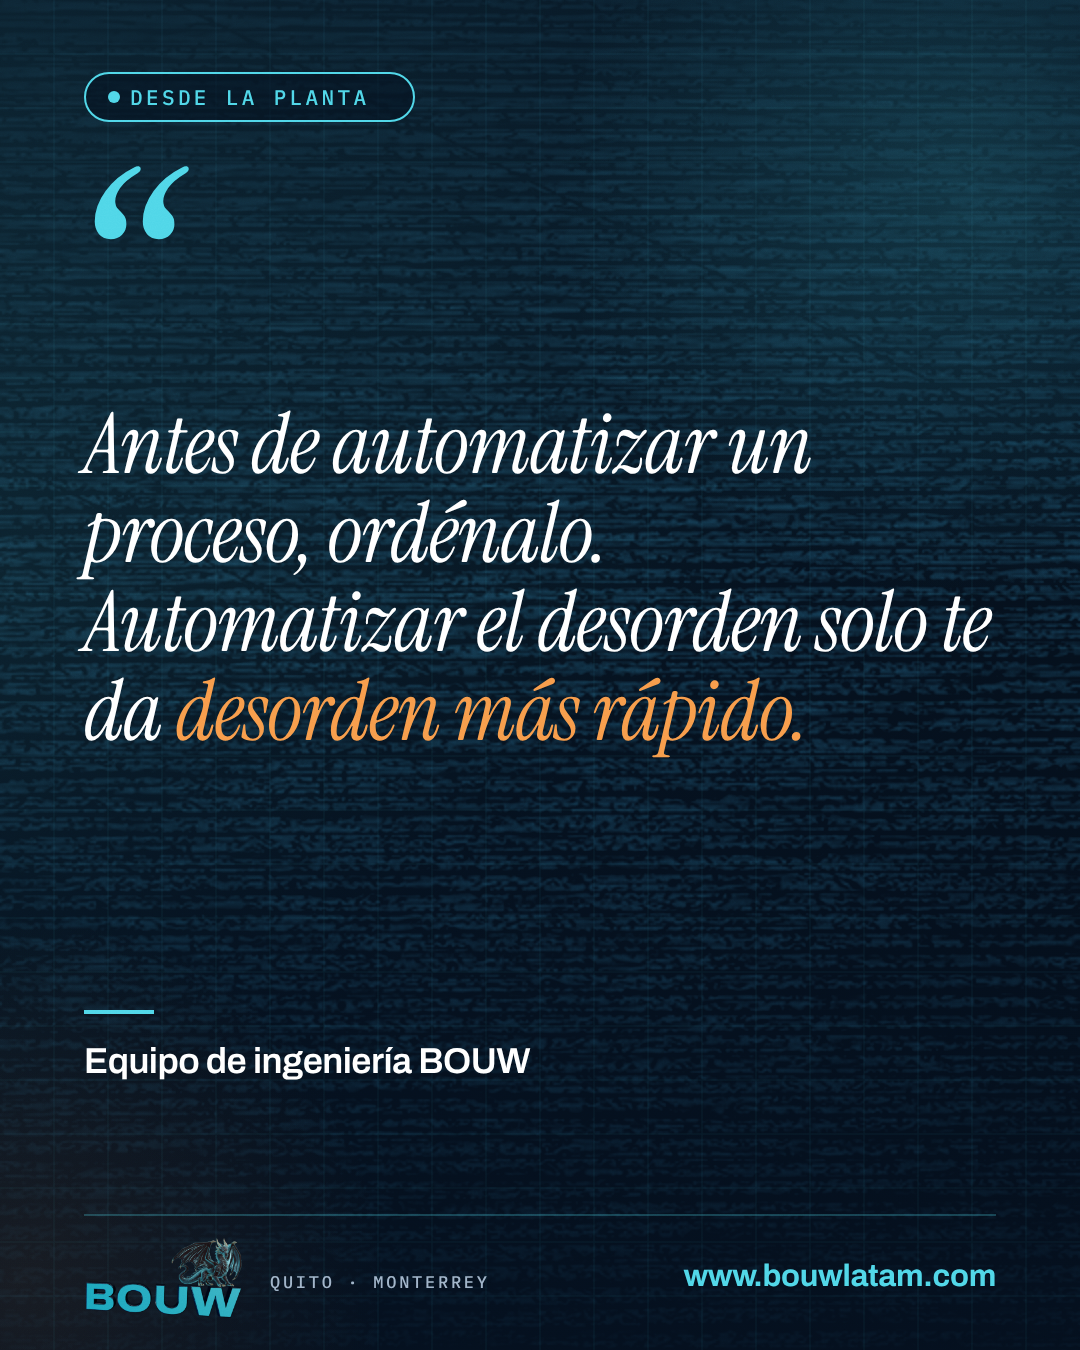 DESDE LA PLANTA
“
Antes de automatizar un
proceso, ordénalo.
Automatizar el desorden solo te
da desorden más rápido.
Equipo de ingeniería BOUW
BOUW
QUITO · MONTERREY
www.bouwlatam.com